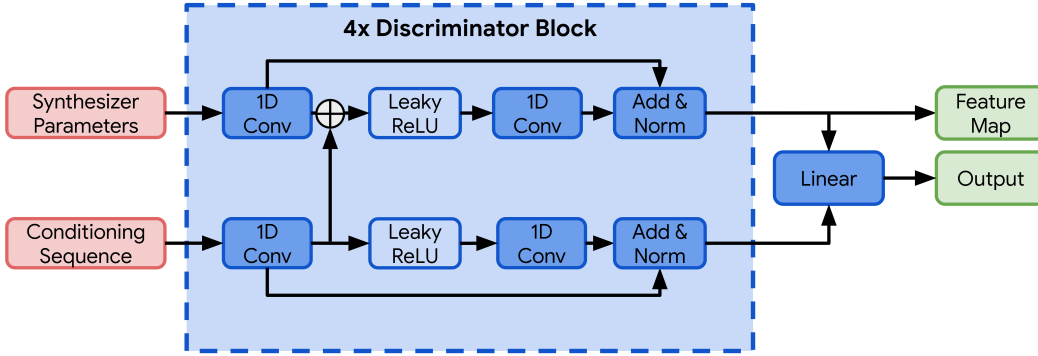 4x Discriminator Block
Synthesizer
Parameters
1D
Conv
Leaky
ReLU
1D
Conv
Add &
Norm
Feature
Map
Linear
Output
Conditioning
Sequence
1D
Conv
Leaky
ReLU
1D
Conv
Add &
Norm